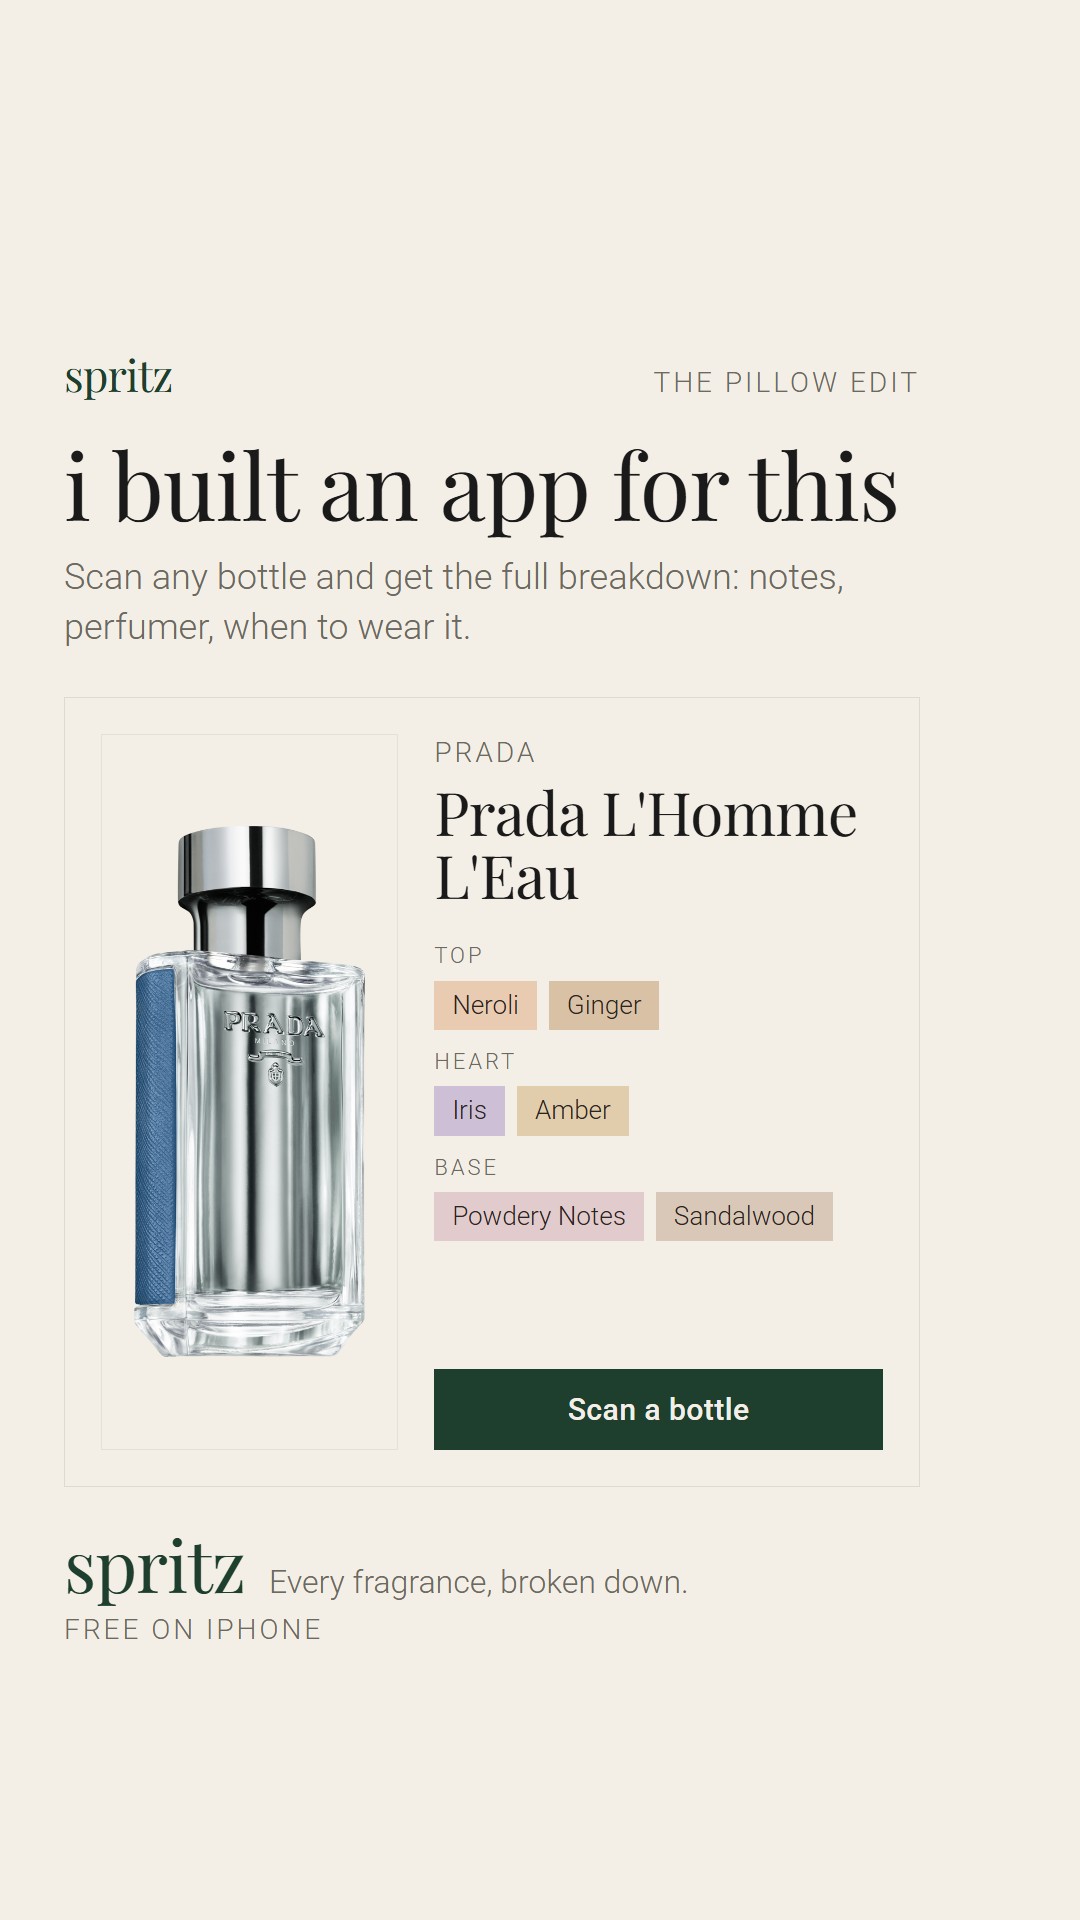 spritz
THE PILLOW EDIT
i built an app for this
Scan any bottle and get the full breakdown: notes,
perfumer, when to wear it.
PRADA
Prada L'Homme
L'Eau
TOP
Neroli
Ginger
HEART
Iris
Amber
BASE
Powdery Notes
Sandalwood
PRADA
MILANO
Scan a bottle
spritz
Every fragrance, broken down.
FREE ON IPHONE